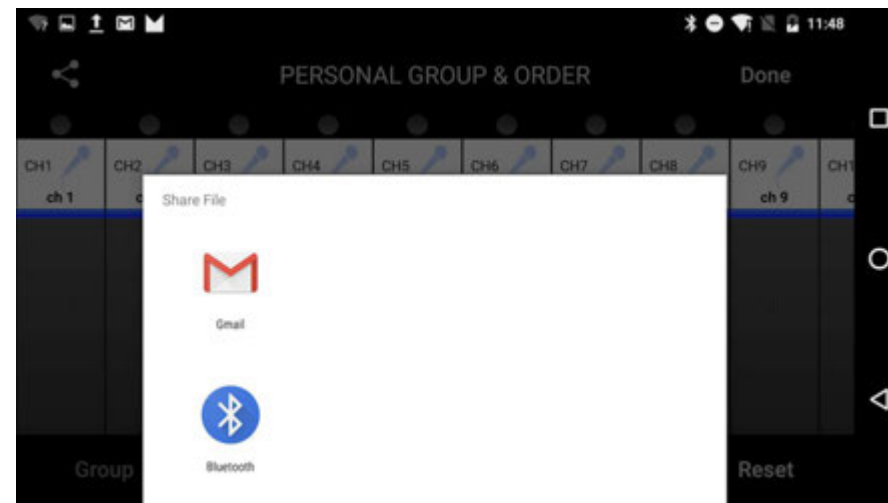 11:48
PERSONAL GROUP & ORDER
Done
CH1 CH2 CH3 CH4 CH5 CH6 CH7 CH8 CH9 CH1
ch 1 c ch 9 c
Share File
Gmail
Bluetooth
Group
Reset